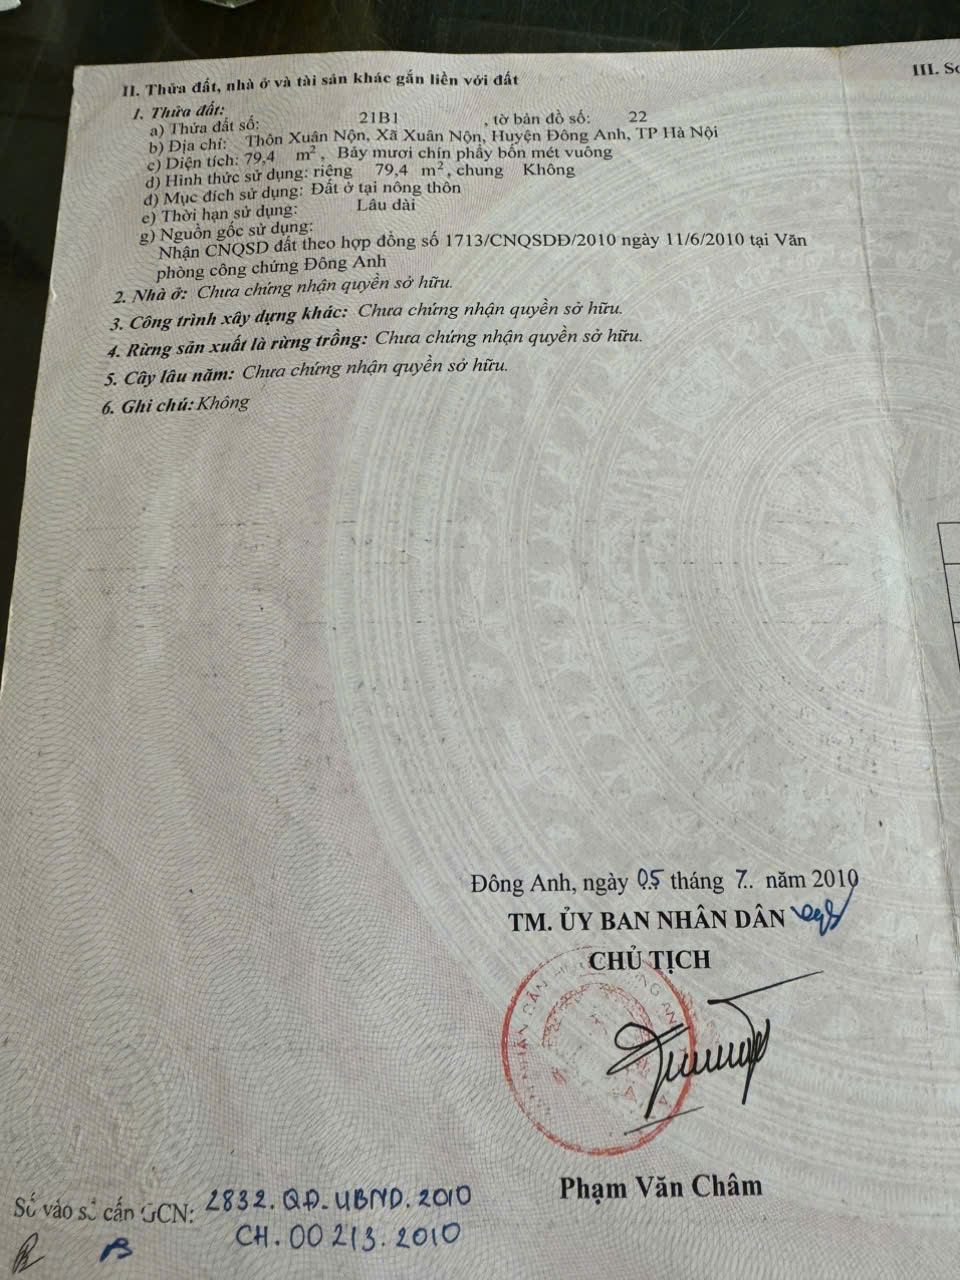 II. Thửa đất, nhà ở và tài sản khác gắn liền với đất
III. Sơ
1. Thửa đất:
a) Thửa đất số: 21B1 , tờ bản đồ số: 22
b) Địa chỉ: Thôn Xuân Nộn, Xã Xuân Nộn, Huyện Đông Anh, TP Hà Nội
c) Diện tích: 79,4 m², Bảy mươi chín phẩy bốn mét vuông
d) Hình thức sử dụng: riêng 79,4 m², chung Không
đ) Mục đích sử dụng: Đất ở tại nông thôn
e) Thời hạn sử dụng: Lâu dài
g) Nguồn gốc sử dụng:
Nhận CNQSD đất theo hợp đồng số 1713/CNQSDĐ/2010 ngày 11/6/2010 tại Văn
phòng công chứng Đông Anh
2. Nhà ở: Chưa chứng nhận quyền sở hữu.
3. Công trình xây dựng khác: Chưa chứng nhận quyền sở hữu.
4. Rừng sản xuất là rừng trồng: Chưa chứng nhận quyền sở hữu.
5. Cây lâu năm: Chưa chứng nhận quyền sở hữu.
6. Ghi chú: Không
Đông Anh, ngày 05 tháng 7.. năm 2010
TM. ỦY BAN NHÂN DÂN
CHỦ TỊCH
Phạm Văn Châm
Số vào sổ cấp GCN: 2832.QĐ.UBND.2010
CH.00213.2010